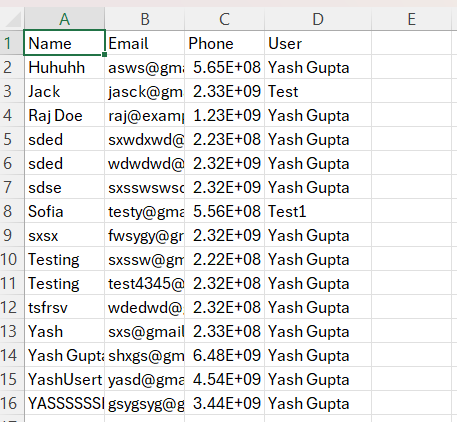 A B C D E
1 Name Email Phone User
2 Huhuhh asws@gma 5.65E+08 Yash Gupta
3 Jack jasck@gm 2.33E+09 Test
4 Raj Doe raj@examp 1.23E+09 Yash Gupta
5 sded sxwdxwd@ 2.23E+08 Yash Gupta
6 sded wdwdwd@ 2.32E+09 Yash Gupta
7 sdse sxsswswsc 2.32E+09 Yash Gupta
8 Sofia testy@gma 5.56E+08 Test1
9 sxsx fwsygy@gr 2.32E+09 Yash Gupta
10 Testing sxssw@gm 2.22E+08 Yash Gupta
11 Testing test4345@ 2.32E+08 Yash Gupta
12 tsfrsv wdedwd@ 2.32E+08 Yash Gupta
13 Yash sxs@gmail 2.33E+08 Yash Gupta
14 Yash Gupta shxgs@gm 6.48E+09 Yash Gupta
15 YashUsert yasd@gma 4.54E+09 Yash Gupta
16 YASSSSSS gsygsyg@g 3.44E+09 Yash Gupta